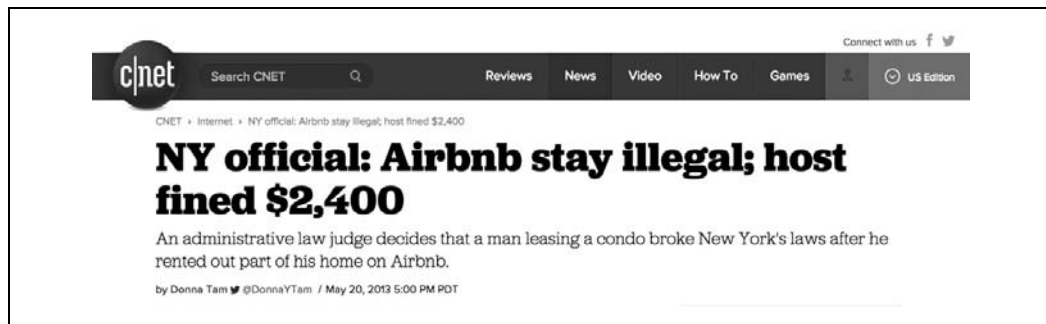 Connect with us
c|net
Search CNET
Reviews News Video How To Games US Edition
CNET › Internet › NY official: Airbnb stay illegal; host fined $2,400
NY official: Airbnb stay illegal; host
fined $2,400
An administrative law judge decides that a man leasing a condo broke New York's laws after he
rented out part of his home on Airbnb.
by Donna Tam @DonnaYTam / May 20, 2013 5:00 PM PDT